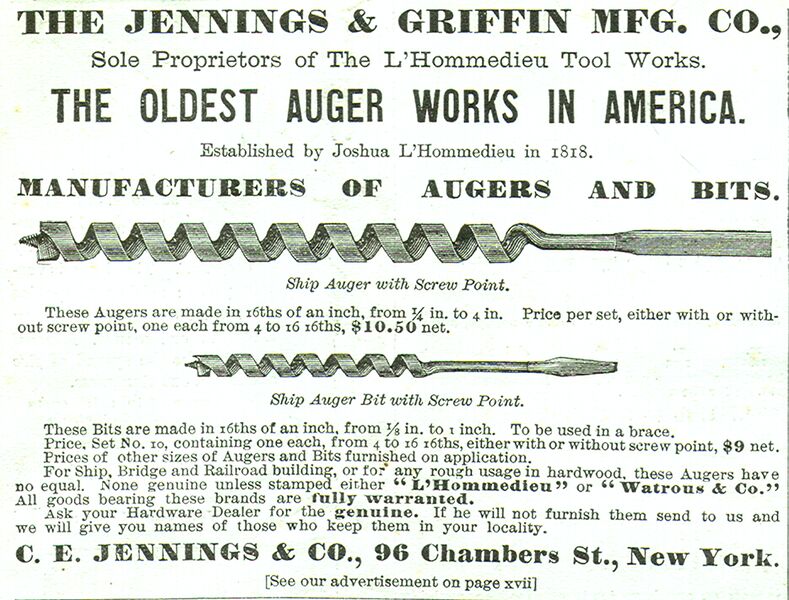 THE JENNINGS & GRIFFIN MFG. CO.,
Sole Proprietors of The L'Hommedieu Tool Works.
THE OLDEST AUGER WORKS IN AMERICA.
Established by Joshua L'Hommedieu in 1818.
MANUFACTURERS OF AUGERS AND BITS.
Ship Auger with Screw Point.
These Augers are made in 16ths of an inch, from ¼ in. to 4 in. Price per set, either with or with-
out screw point, one each from 4 to 16 16ths, $10.50 net.
Ship Auger Bit with Screw Point.
These Bits are made in 16ths of an inch, from ⅛ in. to 1 inch. To be used in a brace.
Price, Set No. 10, containing one each, from 4 to 16 16ths, either with or without screw point, $9 net.
Prices of other sizes of Augers and Bits furnished on application.
For Ship, Bridge and Railroad building, or for any rough usage in hardwood, these Augers have
no equal. None genuine unless stamped either "L'Hommedieu" or "Watrous & Co."
All goods bearing these brands are fully warranted.
Ask your Hardware Dealer for the genuine. If he will not furnish them send to us and
we will give you names of those who keep them in your locality.
C. E. JENNINGS & CO., 96 Chambers St., New York.
[See our advertisement on page xvii]